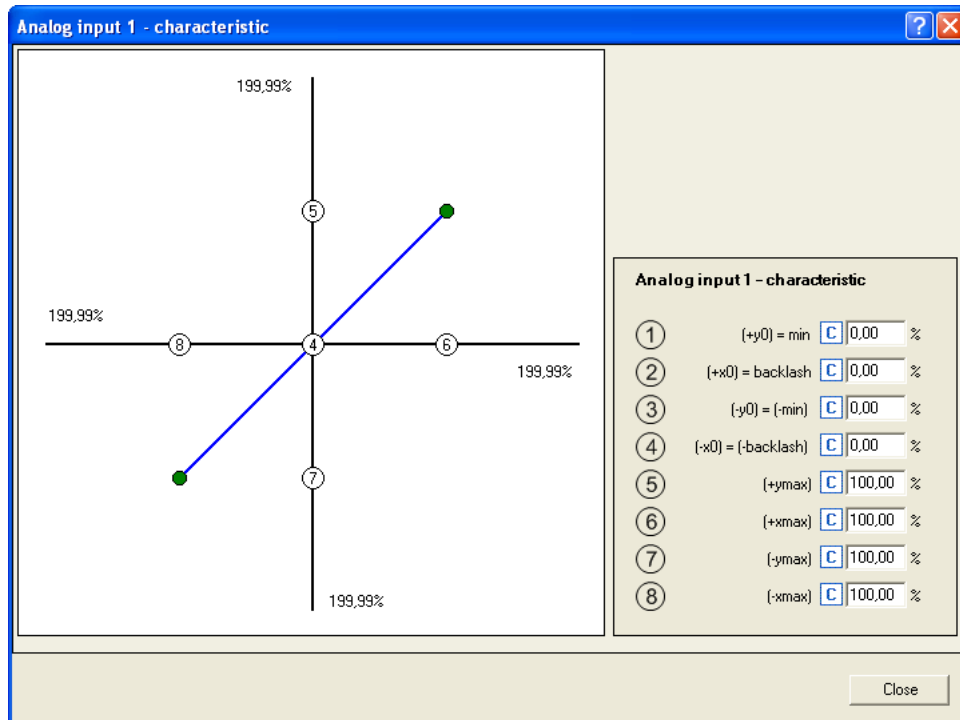 Analog input 1 - characteristic
199,99%
5
199,99%
8
4
6
199,99%
7
199,99%
Analog input 1 – characteristic
1 (+y0) = min C 0,00 %
2 (+x0) = backlash C 0,00 %
3 (-y0) = (-min) C 0,00 %
4 (-x0) = (-backlash) C 0,00 %
5 (+ymax) C 100,00 %
6 (+xmax) C 100,00 %
7 (-ymax) C 100,00 %
8 (-xmax) C 100,00 %
Close